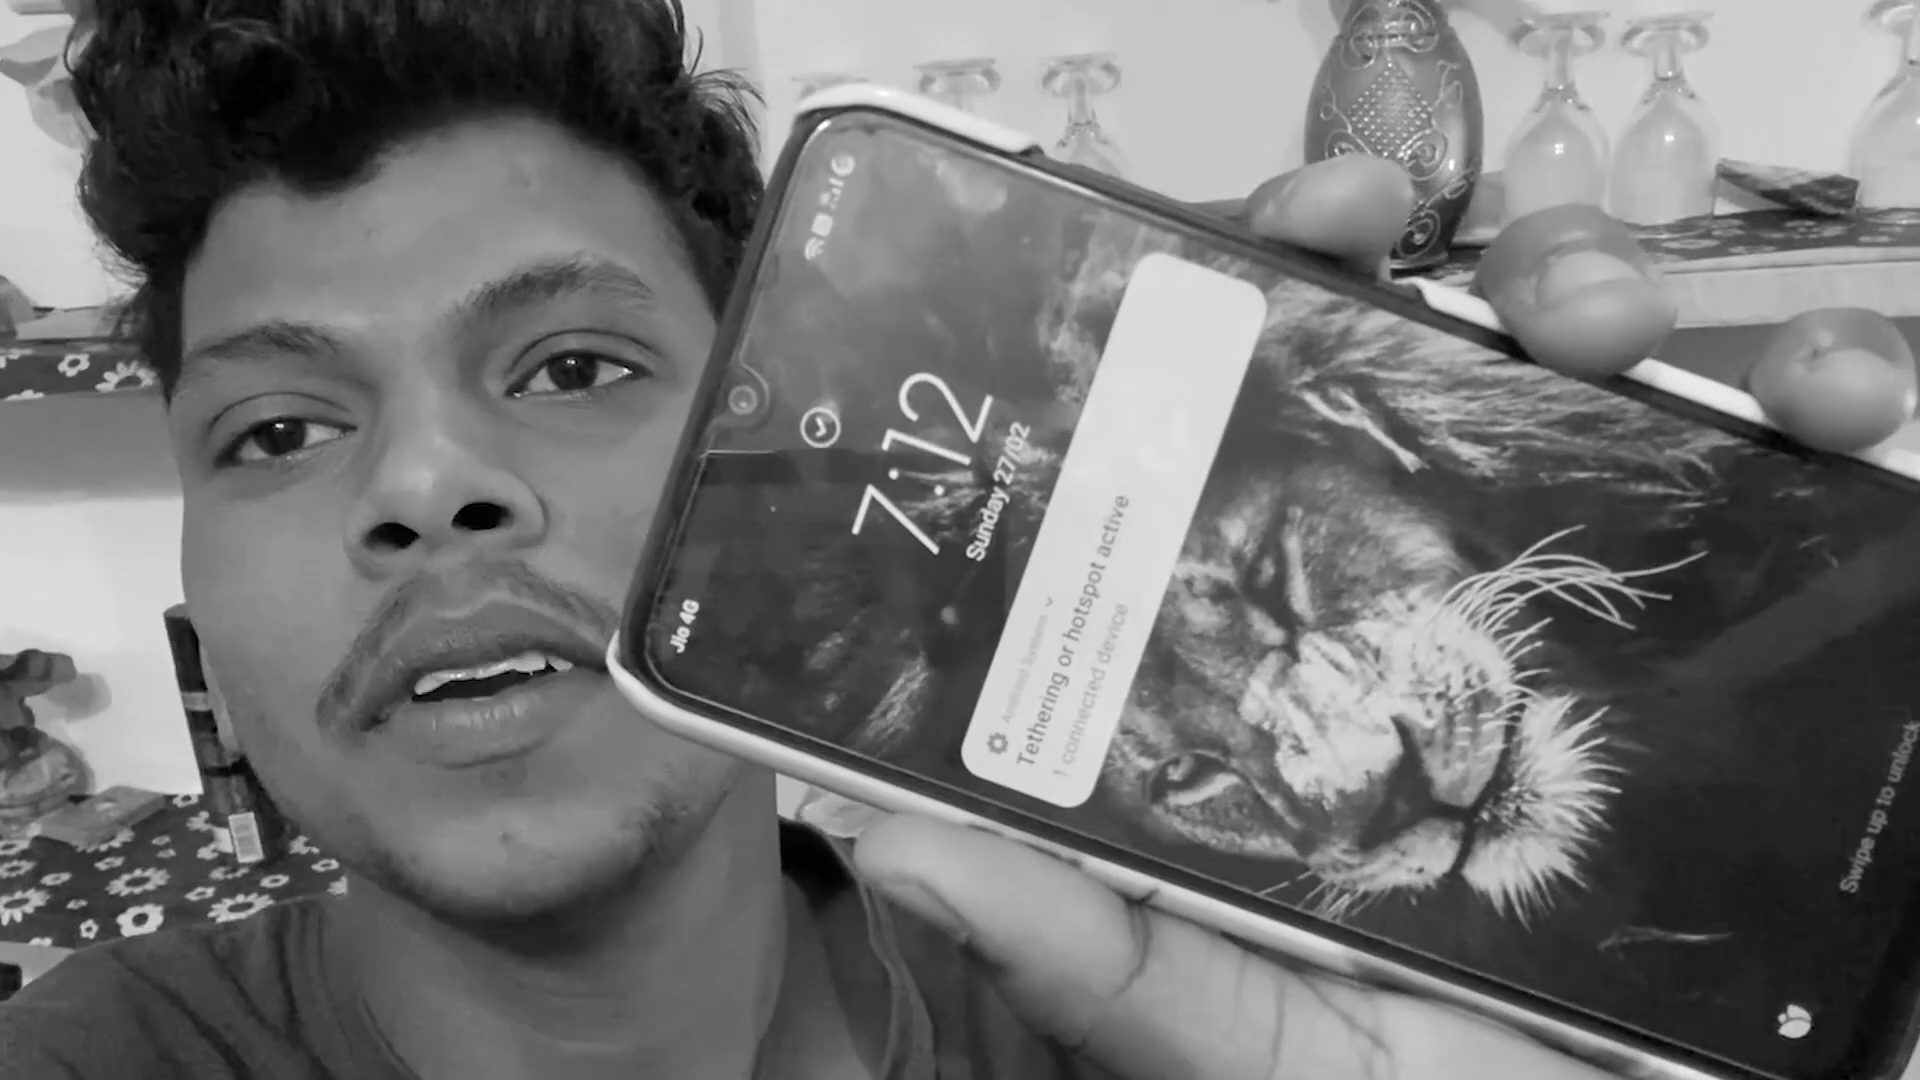 Jio 4G
7:12
Sunday 27/02
Android System
Tethering or hotspot active
1 connected device
Swipe up to unlock